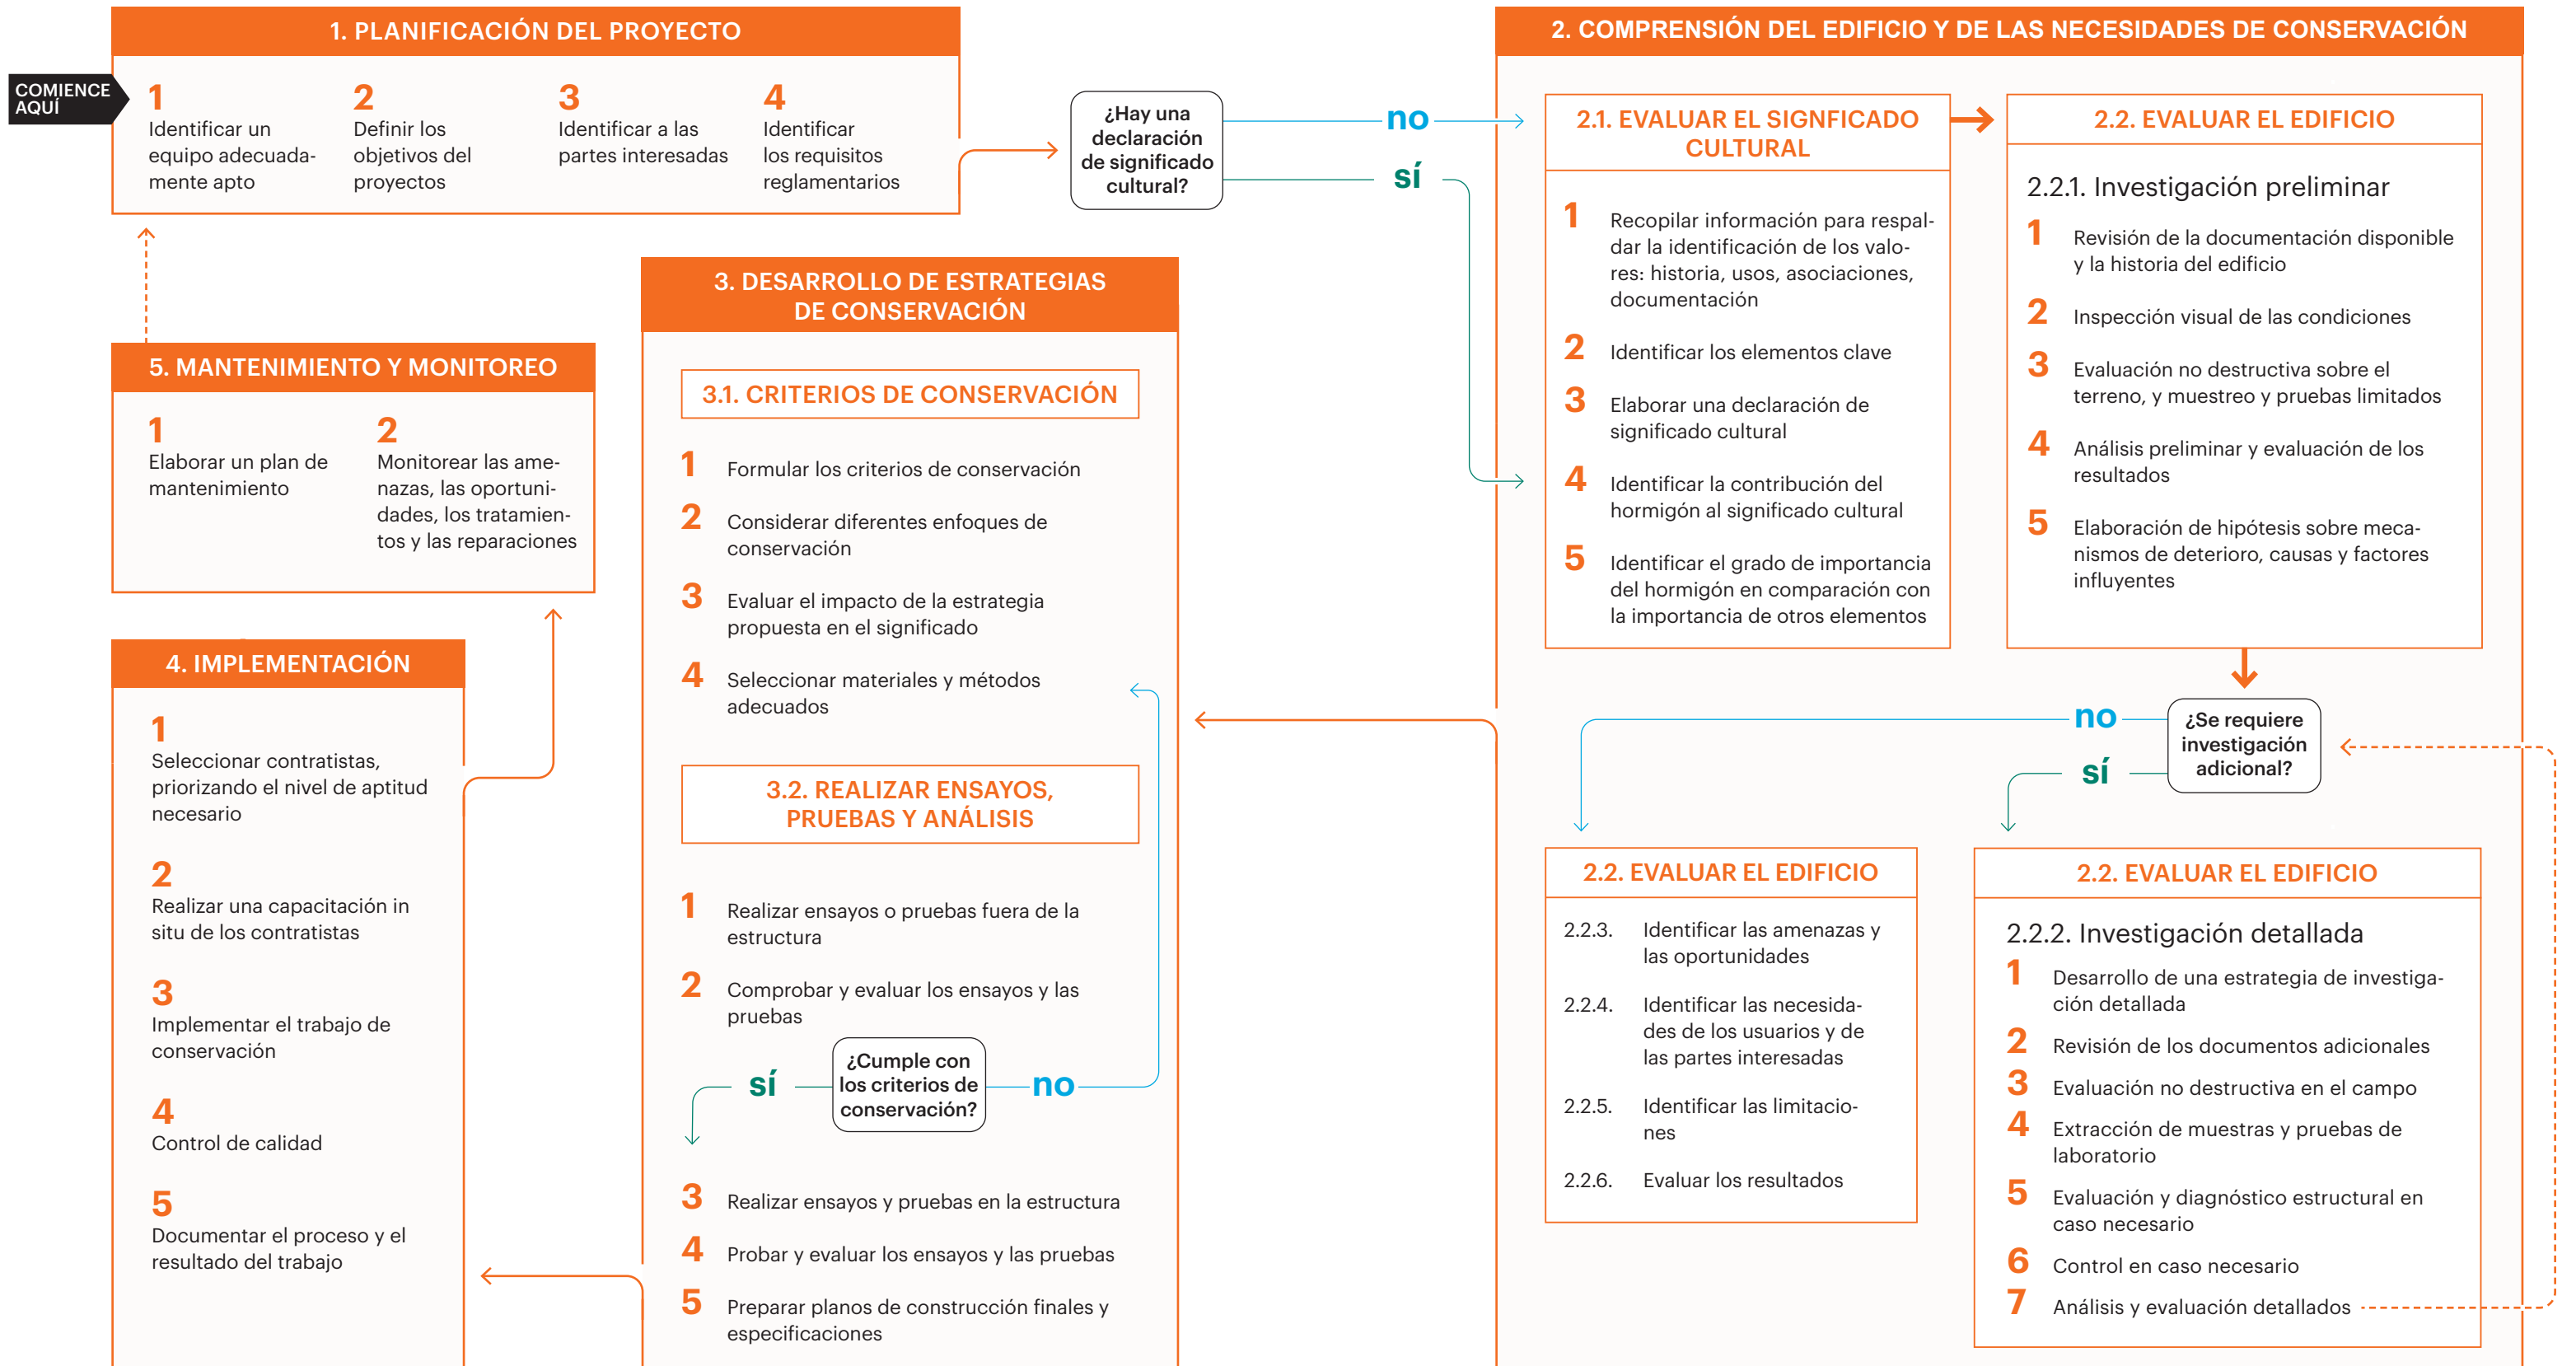 1. PLANIFICACIÓN DEL PROYECTO
COMIENCE
AQUÍ
1
Identificar un
equipo adecuada-
mente apto
2
Definir los
objetivos del
proyectos
3
Identificar a las
partes interesadas
4
Identificar
los requisitos
reglamentarios
¿Hay una
declaración
de significado
cultural?
no
sí
2. COMPRENSIÓN DEL EDIFICIO Y DE LAS NECESIDADES DE CONSERVACIÓN
2.1. EVALUAR EL SIGNFICADO
CULTURAL
1
Recopilar información para respal-
dar la identificación de los valo-
res: historia, usos, asociaciones,
documentación
2
Identificar los elementos clave
3
Elaborar una declaración de
significado cultural
4
Identificar la contribución del
hormigón al significado cultural
5
Identificar el grado de importancia
del hormigón en comparación con
la importancia de otros elementos
2.2. EVALUAR EL EDIFICIO
2.2.1. Investigación preliminar
1
Revisión de la documentación disponible
y la historia del edificio
2
Inspección visual de las condiciones
3
Evaluación no destructiva sobre el
terreno, y muestreo y pruebas limitados
4
Análisis preliminar y evaluación de los
resultados
5
Elaboración de hipótesis sobre meca-
nismos de deterioro, causas y factores
influyentes
¿Se requiere
investigación
adicional?
no
sí
2.2. EVALUAR EL EDIFICIO
2.2.3. Identificar las amenazas y
las oportunidades
2.2.4. Identificar las necesida-
des de los usuarios y de
las partes interesadas
2.2.5. Identificar las limitacio-
nes
2.2.6. Evaluar los resultados
2.2. EVALUAR EL EDIFICIO
2.2.2. Investigación detallada
1
Desarrollo de una estrategia de investiga-
ción detallada
2
Revisión de los documentos adicionales
3
Evaluación no destructiva en el campo
4
Extracción de muestras y pruebas de
laboratorio
5
Evaluación y diagnóstico estructural en
caso necesario
6
Control en caso necesario
7
Análisis y evaluación detallados
3. DESARROLLO DE ESTRATEGIAS
DE CONSERVACIÓN
3.1. CRITERIOS DE CONSERVACIÓN
1
Formular los criterios de conservación
2
Considerar diferentes enfoques de
conservación
3
Evaluar el impacto de la estrategia
propuesta en el significado
4
Seleccionar materiales y métodos
adecuados
3.2. REALIZAR ENSAYOS,
PRUEBAS Y ANÁLISIS
1
Realizar ensayos o pruebas fuera de la
estructura
2
Comprobar y evaluar los ensayos y las
pruebas
¿Cumple con
los criterios de
conservación?
sí
no
3
Realizar ensayos y pruebas en la estructura
4
Probar y evaluar los ensayos y las pruebas
5
Preparar planos de construcción finales y
especificaciones
4. IMPLEMENTACIÓN
1
Seleccionar contratistas,
priorizando el nivel de aptitud
necesario
2
Realizar una capacitación in
situ de los contratistas
3
Implementar el trabajo de
conservación
4
Control de calidad
5
Documentar el proceso y el
resultado del trabajo
5. MANTENIMIENTO Y MONITOREO
1
Elaborar un plan de
mantenimiento
2
Monitorear las ame-
nazas, las oportuni-
dades, los tratamien-
tos y las reparaciones